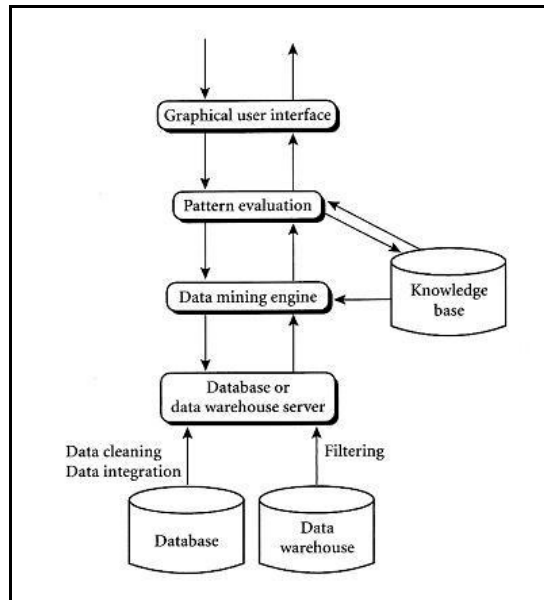 Graphical user interface
Pattern evaluation
Data mining engine
Knowledge
base
Database or
data warehouse server
Data cleaning
Data integration
Filtering
Database
Data
warehouse